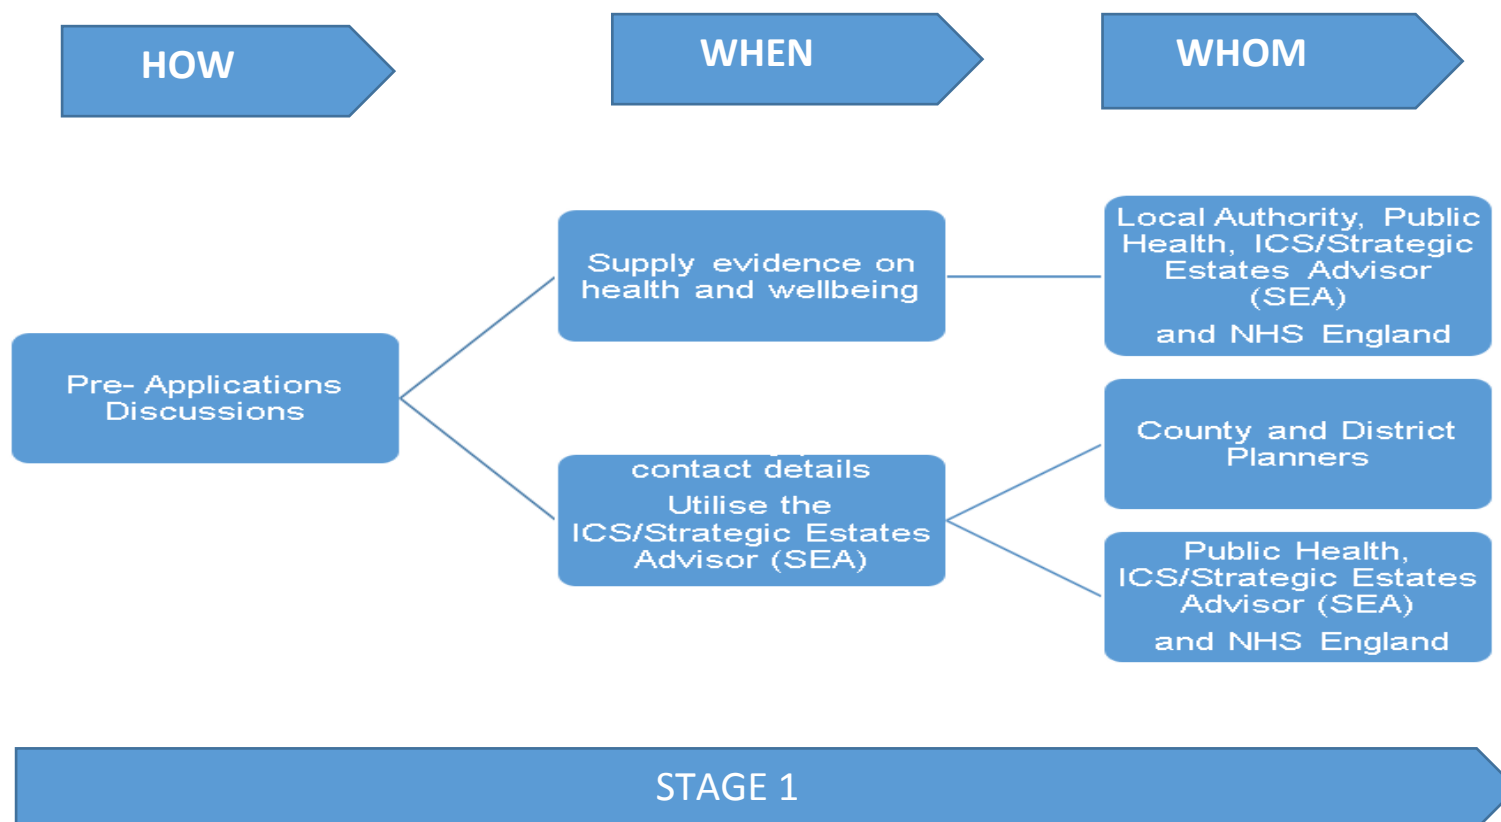 HOW
WHEN
WHOM
Pre- Applications
Discussions
Supply evidence on
health and wellbeing
contact details
Utilise the
ICS/Strategic Estates
Advisor (SEA)
Local Authority, Public
Health, ICS/Strategic
Estates Advisor
(SEA)
and NHS England
County and District
Planners
Public Health,
ICS/Strategic Estates
Advisor (SEA)
and NHS England
STAGE 1